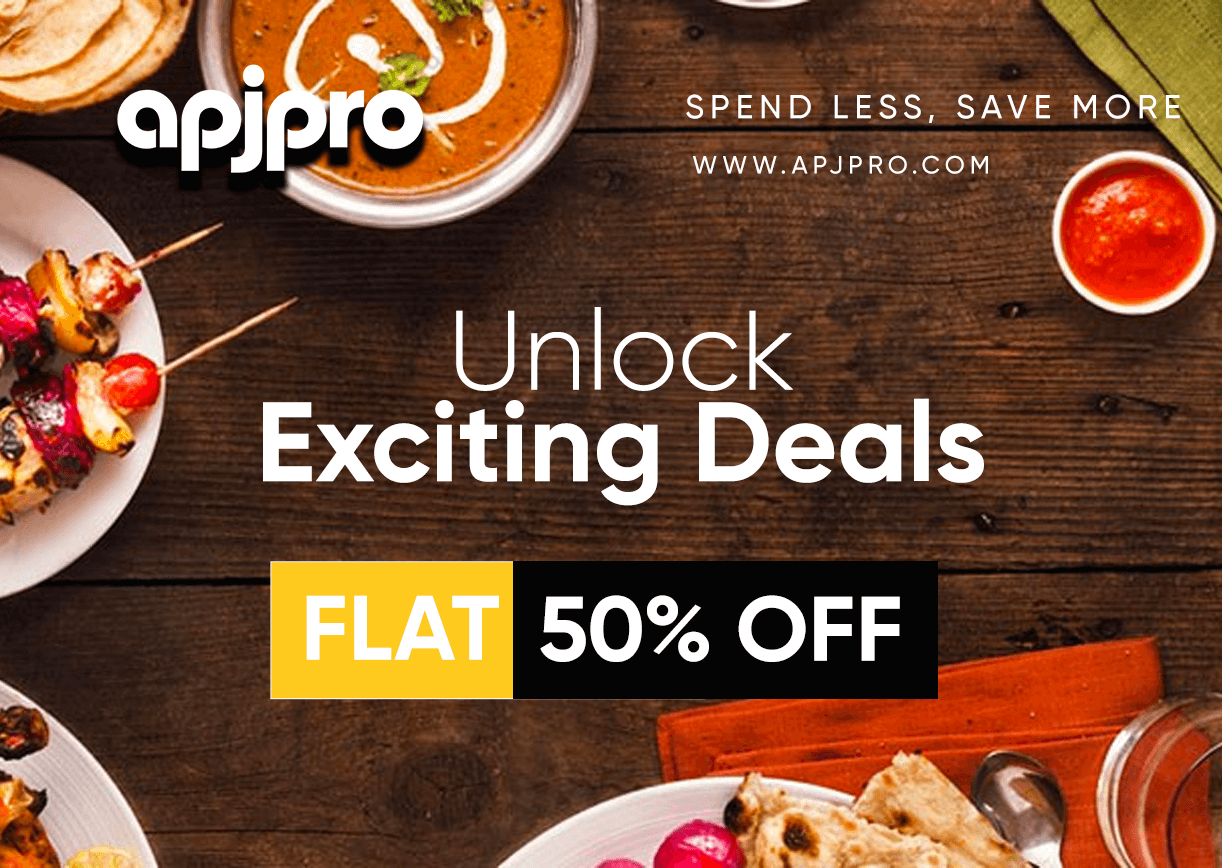 apjpro
SPEND LESS, SAVE MORE
WWW.APJPRO.COM
Unlock
Exciting Deals
FLAT 50% OFF